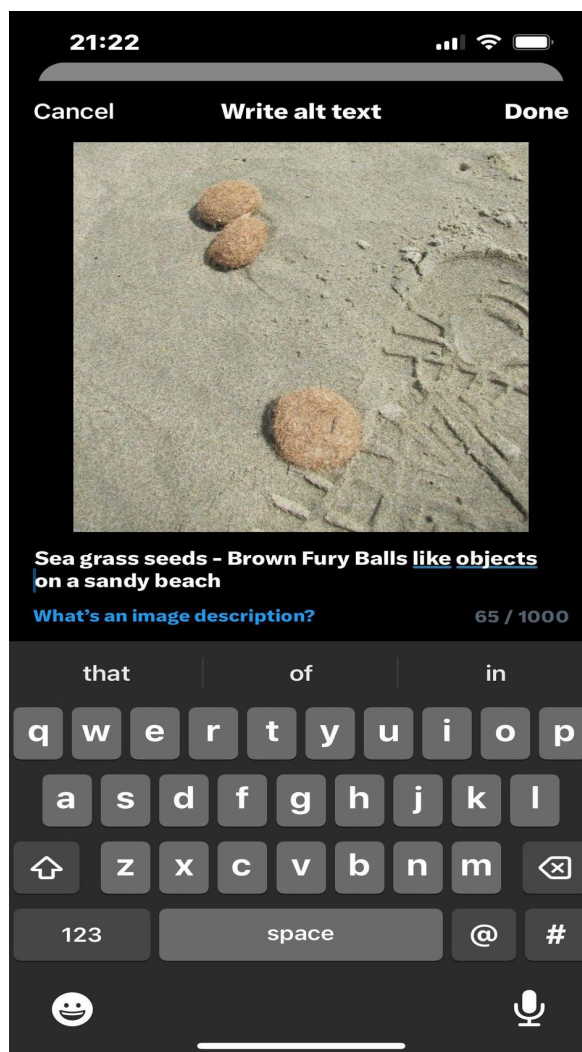 21:22
Cancel Write alt text Done
Sea grass seeds - Brown Fury Balls like objects
on a sandy beach
What's an image description? 65 / 1000
that of in
q w e r t y u i o p
a s d f g h j k l
z x c v b n m
123 space @ #